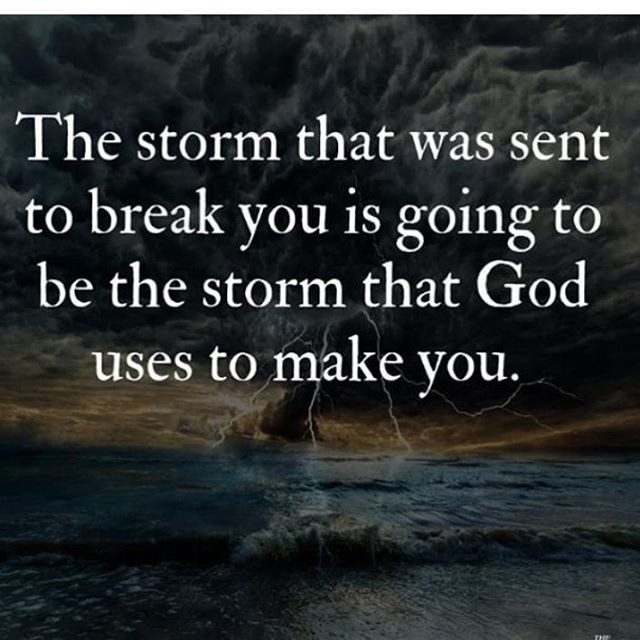 The storm that was sent
to break you is going to
be the storm that God
uses to make you.
THE